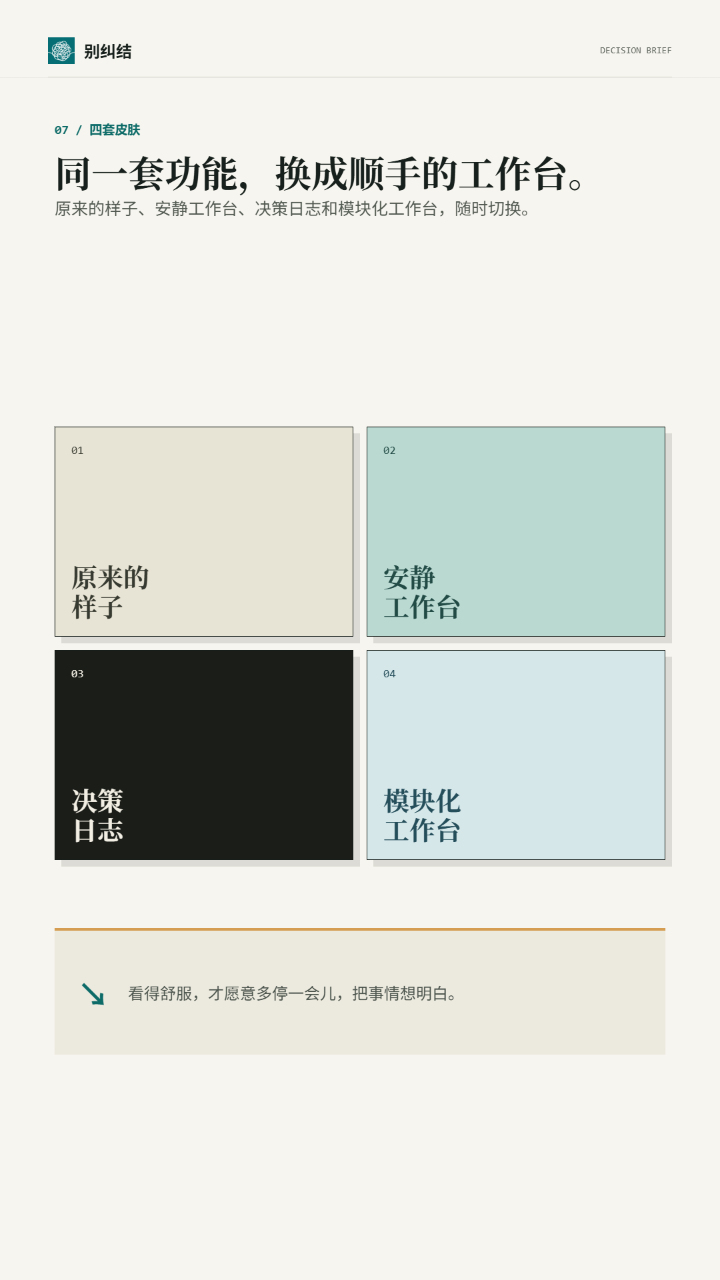 别纠结
DECISION BRIEF
07 / 四套皮肤
同一套功能，换成顺手的工作台。
原来的样子、安静工作台、决策日志和模块化工作台，随时切换。
01
原来的
样子
02
安静
工作台
03
决策
日志
04
模块化
工作台
看得舒服，才愿意多停一会儿，把事情想明白。